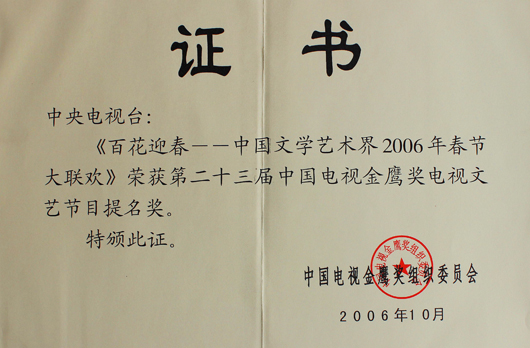 证 书
中央电视台：
《百花迎春——中国文学艺术界2006年春节
大联欢》荣获第二十三届中国电视金鹰奖电视文
艺节目提名奖。
特颁此证。
中国电视金鹰奖组织委员会
2006年10月